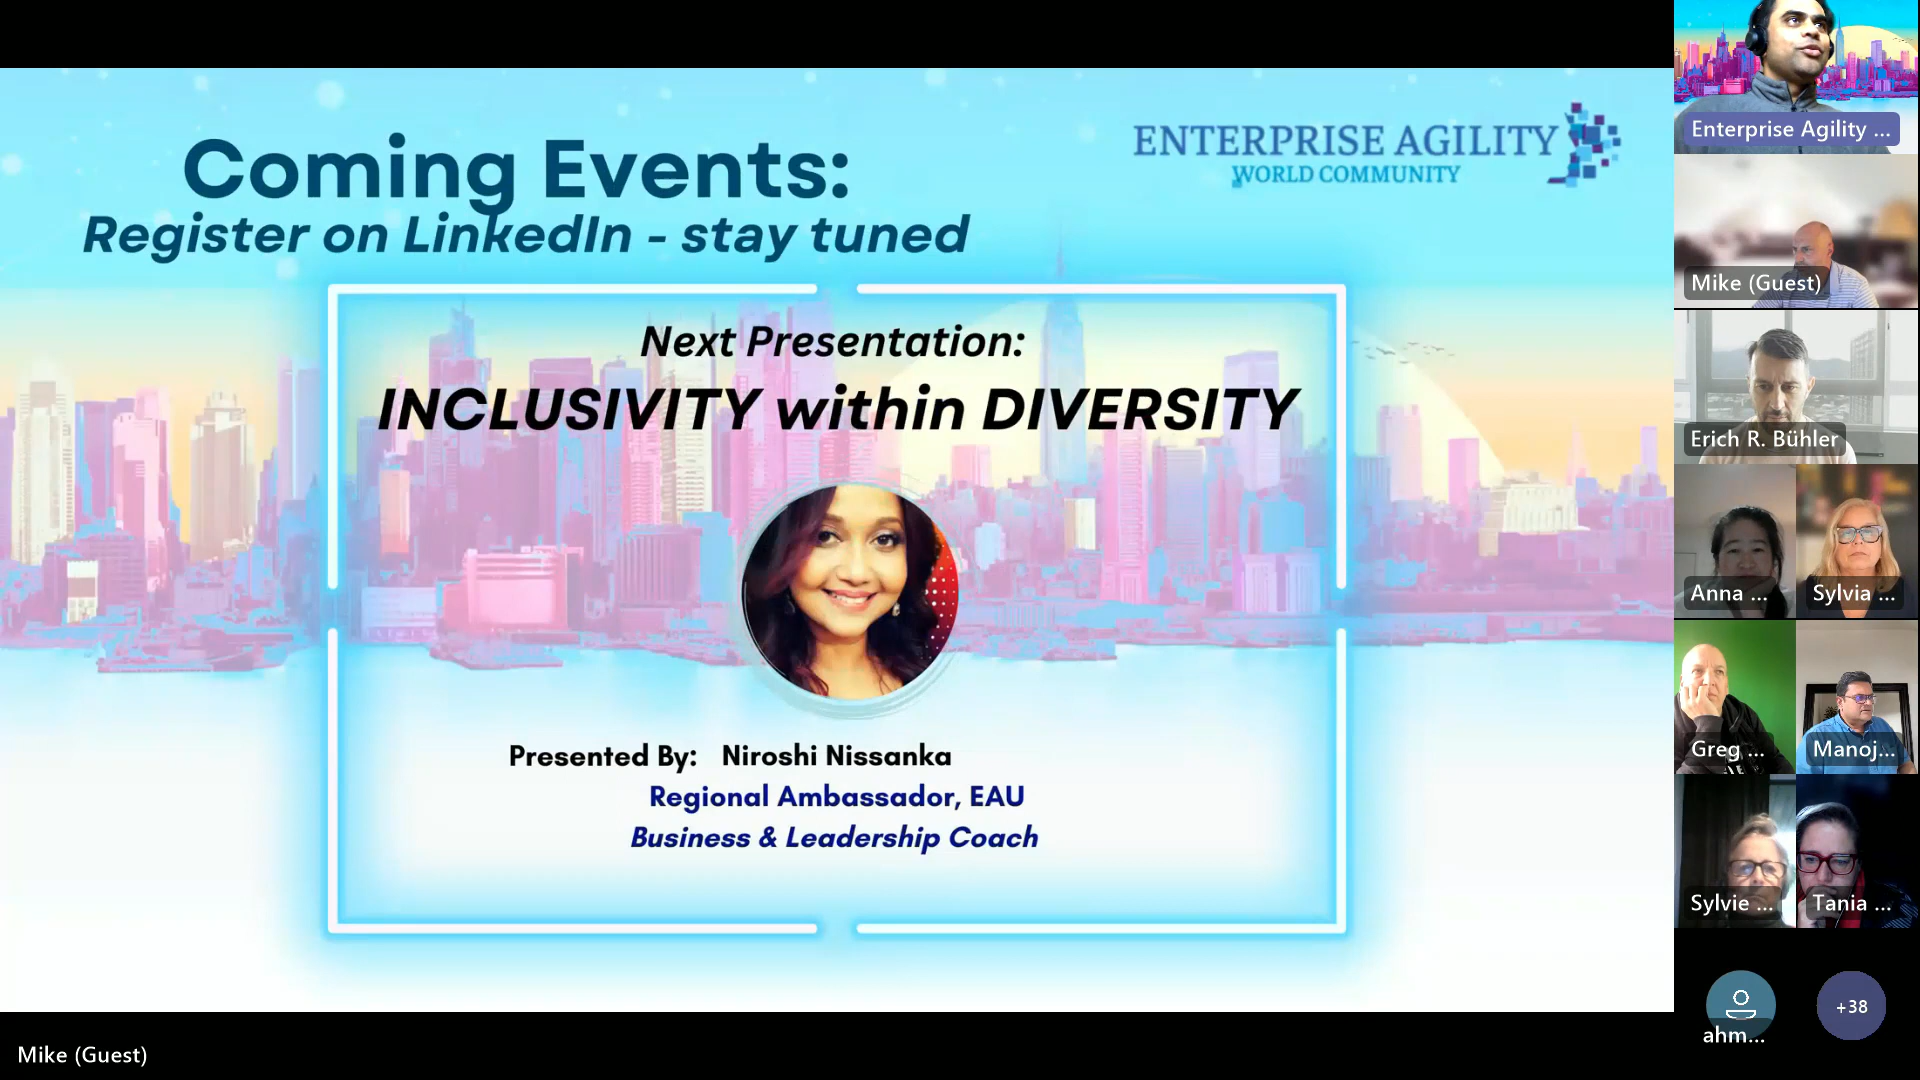 Coming Events:
Register on LinkedIn - stay tuned
ENTERPRISE AGILITY
WORLD COMMUNITY
Next Presentation:
INCLUSIVITY within DIVERSITY
Presented By: Niroshi Nissanka
Regional Ambassador, EAU
Business & Leadership Coach
Enterprise Agility ...
Mike (Guest)
Erich R. Bühler
Anna ...
Sylvia ...
Greg ...
Manoj...
Sylvie ...
Tania ...
ahm...
+38
Mike (Guest)